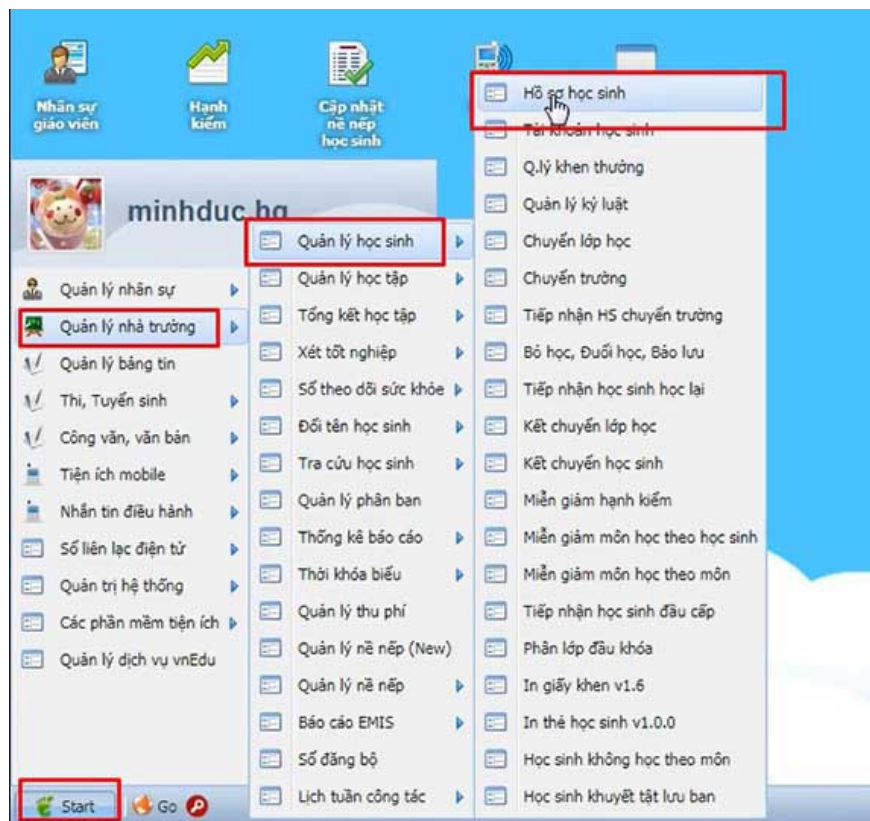 Nhân sự
giáo viên
Hạnh
kiểm
Cập nhật
nề nếp
học sinh
minhduc.bg
Quản lý nhân sự
Quản lý nhà trường
Quản lý bảng tin
Thi, Tuyển sinh
Công văn, văn bản
Tiện ích mobile
Nhắn tin điều hành
Sổ liên lạc điện tử
Quản trị hệ thống
Các phần mềm tiện ích
Quản lý dịch vụ vnEdu
Start
Go
Quản lý học sinh
Quản lý học tập
Tổng kết học tập
Xét tốt nghiệp
Sổ theo dõi sức khỏe
Đổi tên học sinh
Tra cứu học sinh
Quản lý phân ban
Thống kê báo cáo
Thời khóa biểu
Quản lý thu phí
Quản lý nề nếp (New)
Quản lý nề nếp
Báo cáo EMIS
Sổ đăng bộ
Lịch tuần công tác
Hồ sơ học sinh
Tài khoản học sinh
Q.lý khen thưởng
Quản lý kỷ luật
Chuyển lớp học
Chuyển trường
Tiếp nhận HS chuyển trường
Bỏ học, Đuổi học, Bảo lưu
Tiếp nhận học sinh học lại
Kết chuyển lớp học
Kết chuyển học sinh
Miễn giảm hạnh kiểm
Miễn giảm môn học theo học sinh
Miễn giảm môn học theo môn
Tiếp nhận học sinh đầu cấp
Phân lớp đầu khóa
In giấy khen v1.6
In thẻ học sinh v1.0.0
Học sinh không học theo môn
Học sinh khuyết tật lưu ban